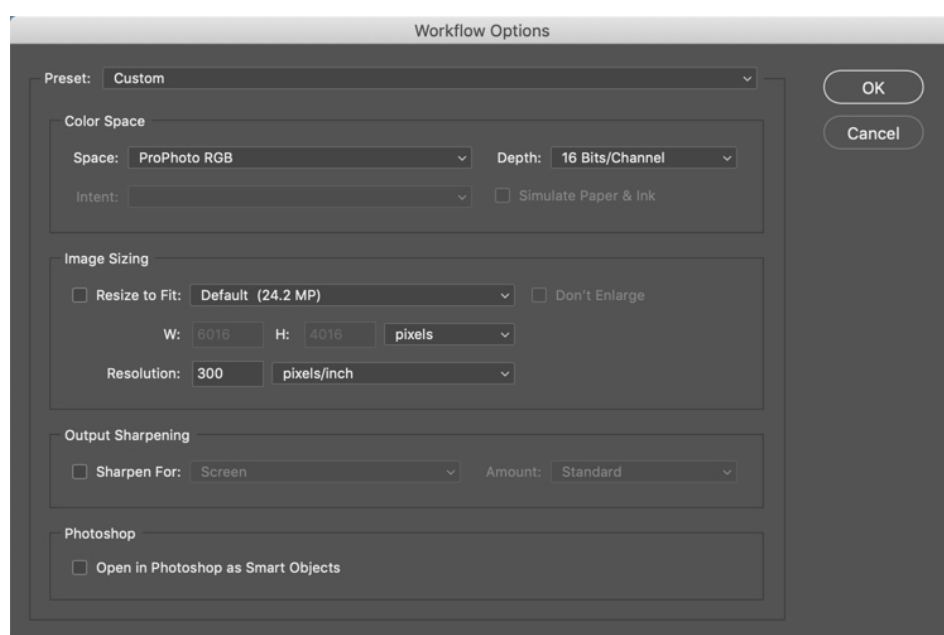 Workflow Options
Preset: Custom
OK
Cancel
Color Space
Space: ProPhoto RGB Depth: 16 Bits/Channel
Intent: Simulate Paper & Ink
Image Sizing
Resize to Fit: Default (24.2 MP) Don't Enlarge
W: 6016 H: 4016 pixels
Resolution: 300 pixels/inch
Output Sharpening
Sharpen For: Screen Amount: Standard
Photoshop
Open in Photoshop as Smart Objects